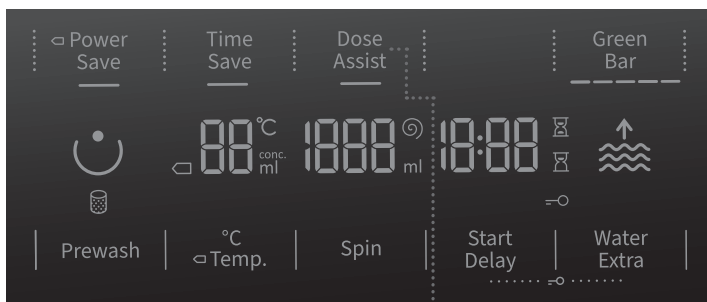 Power
Save
Time
Save
Dose
Assist
Green
Bar
88
°C
conc.
ml
1888
ml
18:88
Prewash
°C
Temp.
Spin
Start
Delay
Water
Extra